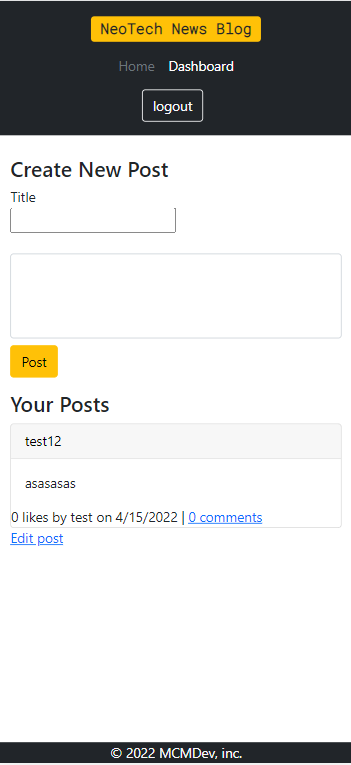 NeoTech News Blog
Home Dashboard
logout
Create New Post
Title
Post
Your Posts
test12
asasasas
0 likes by test on 4/15/2022 | 0 comments
Edit post
© 2022 MCMDev, inc.